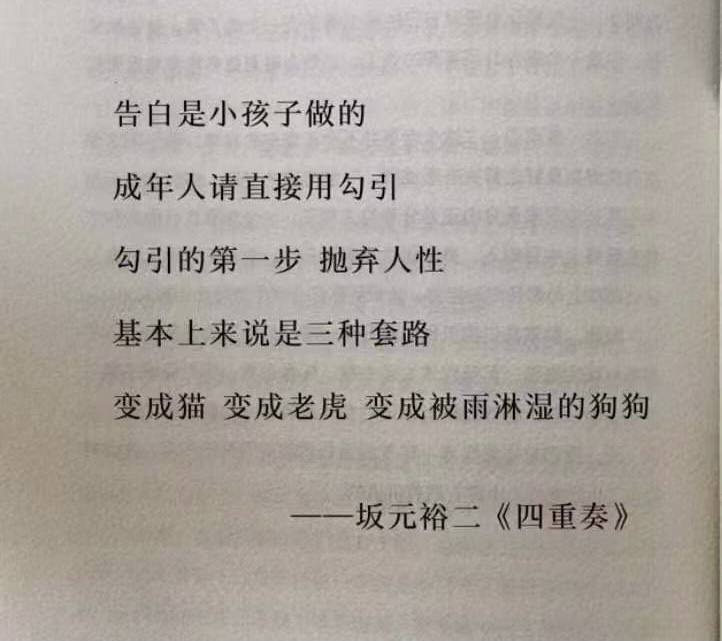 告白是小孩子做的
成年人请直接用勾引
勾引的第一步 抛弃人性
基本上来说是三种套路
变成猫 变成老虎 变成被雨淋湿的狗狗
——坂元裕二《四重奏》